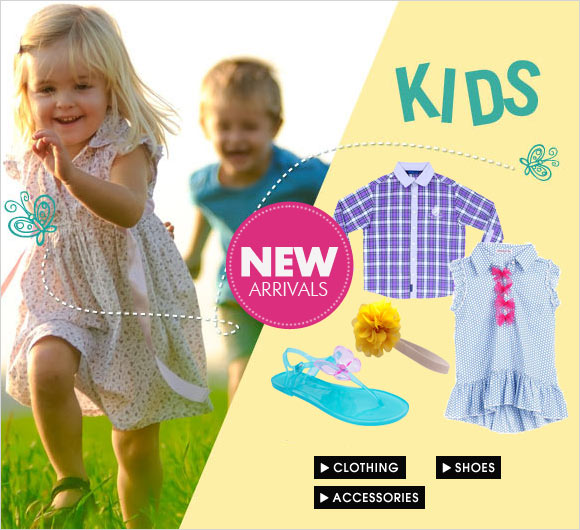 KIDS
NEW
ARRIVALS
CLOTHING
SHOES
ACCESSORIES